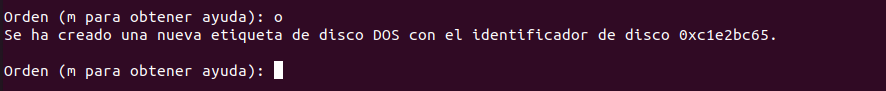 Orden (m para obtener ayuda): o
Se ha creado una nueva etiqueta de disco DOS con el identificador de disco 0xc1e2bc65.
Orden (m para obtener ayuda):